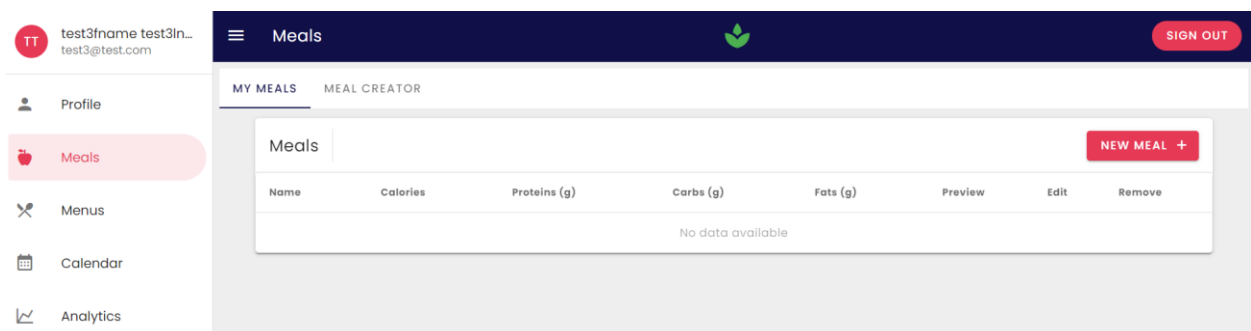 TT
test3fname test3ln...
test3@test.com
Profile
Meals
Menus
Calendar
Analytics
Meals
SIGN OUT
MY MEALS MEAL CREATOR
Meals
NEW MEAL +
Name Calories Proteins (g) Carbs (g) Fats (g) Preview Edit Remove
No data available